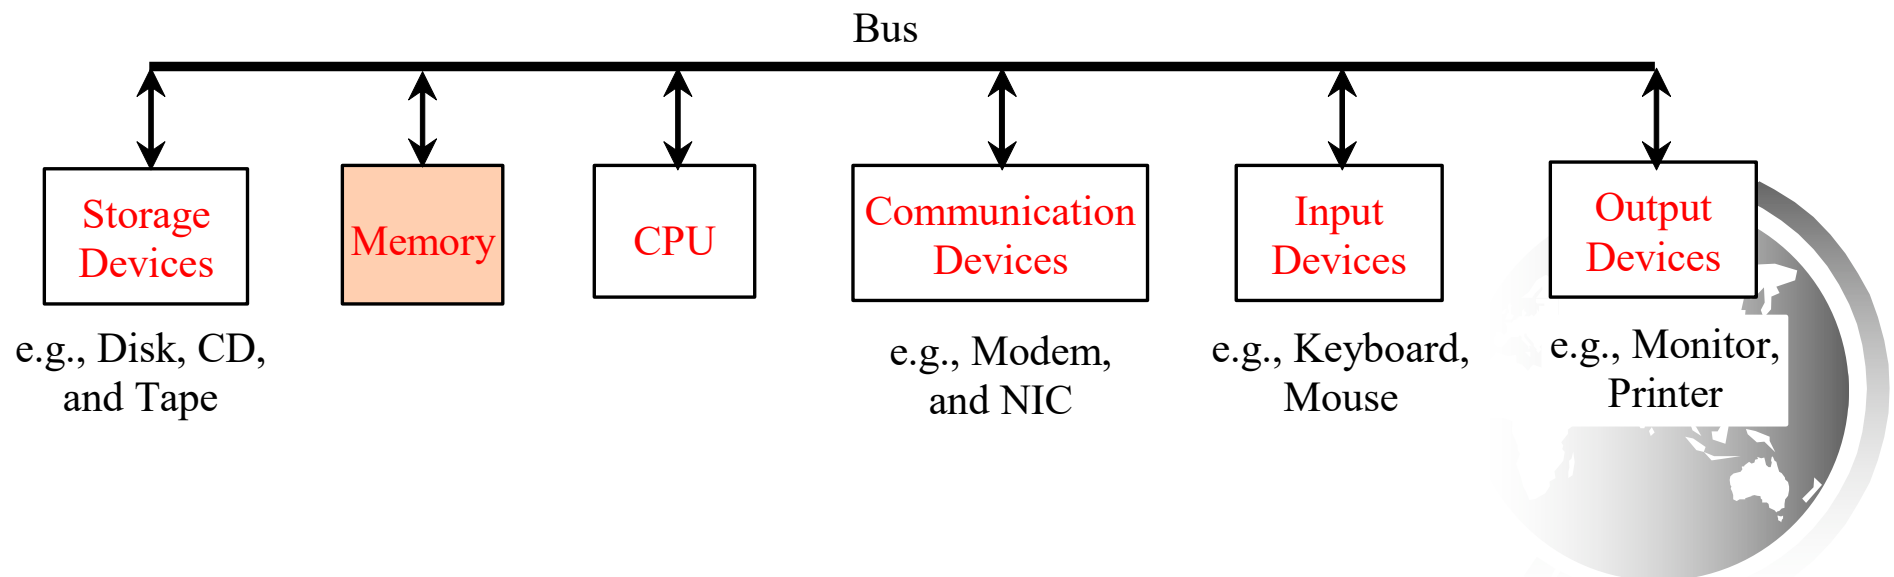 Bus
Storage
Devices
Memory
CPU
Communication
Devices
Input
Devices
Output
Devices
e.g., Disk, CD,
and Tape
e.g., Modem,
and NIC
e.g., Keyboard,
Mouse
e.g., Monitor,
Printer